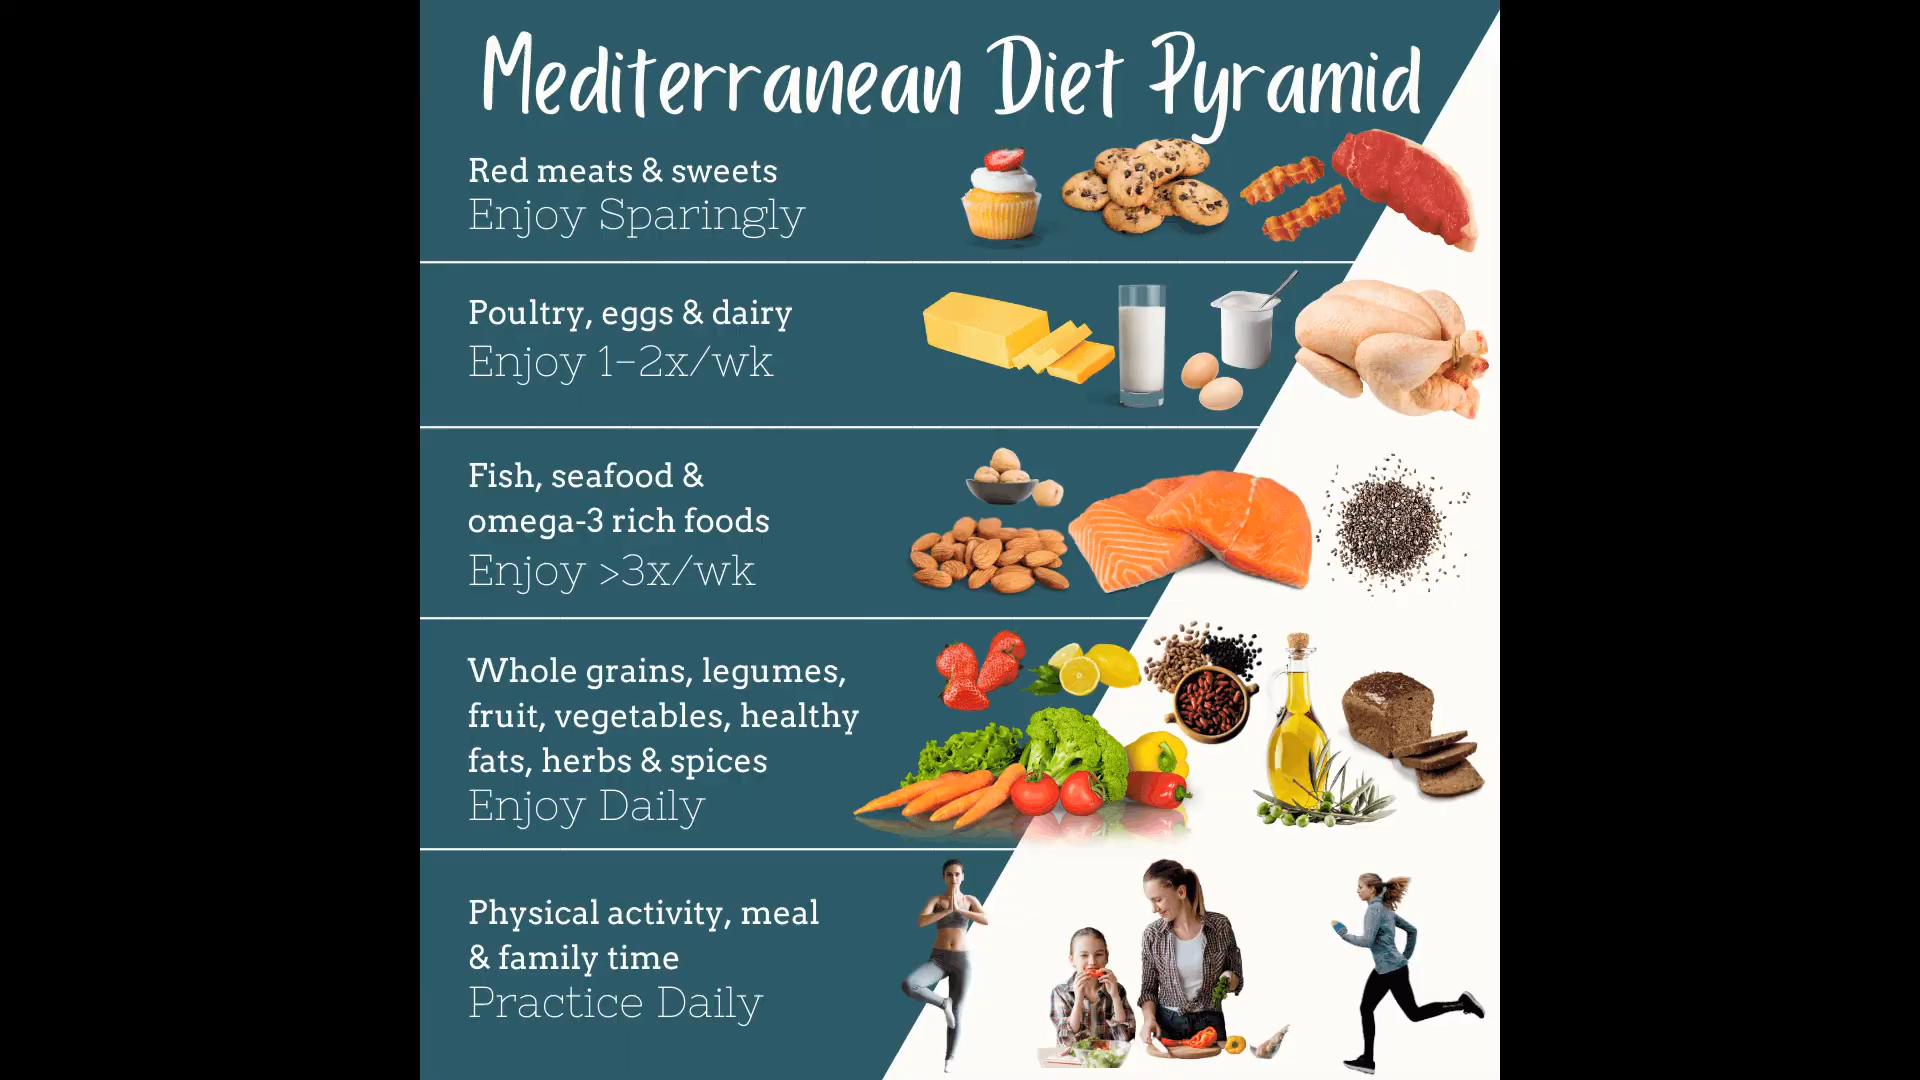 Mediterranean Diet Pyramid
Red meats & sweets
Enjoy Sparingly
Poultry, eggs & dairy
Enjoy 1-2x/wk
Fish, seafood &
omega-3 rich foods
Enjoy >3x/wk
Whole grains, legumes,
fruit, vegetables, healthy
fats, herbs & spices
Enjoy Daily
Physical activity, meal
& family time
Practice Daily